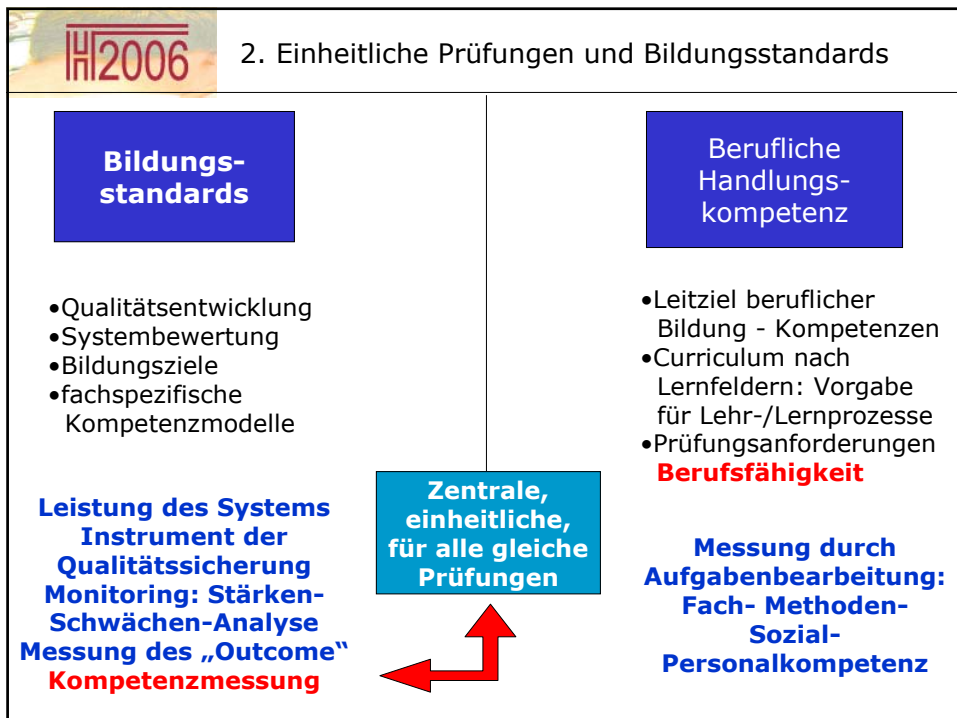 IHT2006
2. Einheitliche Prüfungen und Bildungsstandards
Bildungs-
standards
•Qualitätsentwicklung
•Systembewertung
•Bildungsziele
•fachspezifische
Kompetenzmodelle
Leistung des Systems
Instrument der
Qualitätssicherung
Monitoring: Stärken-
Schwächen-Analyse
Messung des „Outcome“
Kompetenzmessung
Zentrale,
einheitliche,
für alle gleiche
Prüfungen
Berufliche
Handlungs-
kompetenz
•Leitziel beruflicher
Bildung - Kompetenzen
•Curriculum nach
Lernfeldern: Vorgabe
für Lehr-/Lernprozesse
•Prüfungsanforderungen
Berufsfähigkeit
Messung durch
Aufgabenbearbeitung:
Fach- Methoden-
Sozial-
Personalkompetenz